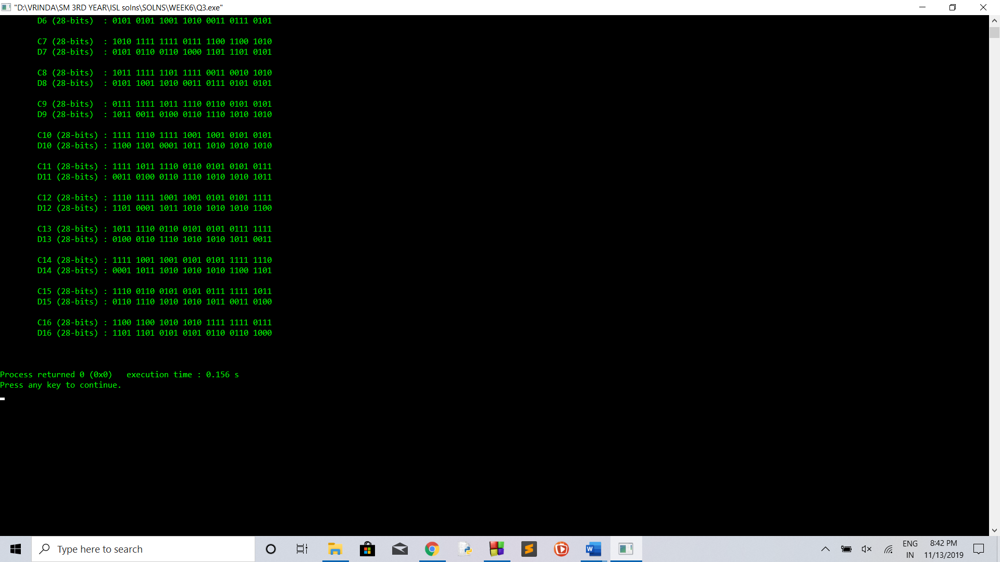 "D:\VRINDA\SM 3RD YEAR\ISL solns\SOLNS\WEEK6\Q3.exe"
D6 (28-bits)  : 0101 0101 1001 1010 0011 0111 0101
C7 (28-bits)  : 1010 1111 1111 0111 1100 1100 1010
D7 (28-bits)  : 0101 0110 0110 1000 1101 1101 0101
C8 (28-bits)  : 1011 1111 1101 1111 0011 0010 1010
D8 (28-bits)  : 0101 1001 1010 0011 0111 0101 0101
C9 (28-bits)  : 0111 1111 1011 1110 0110 0101 0101
D9 (28-bits)  : 1011 0011 0100 0110 1110 1010 1010
C10 (28-bits) : 1111 1110 1111 1001 1001 0101 0101
D10 (28-bits) : 1100 1101 0001 1011 1010 1010 1010
C11 (28-bits) : 1111 1011 1110 0110 0101 0101 0111
D11 (28-bits) : 0011 0100 0110 1110 1010 1010 1011
C12 (28-bits) : 1110 1111 1001 1001 0101 0101 1111
D12 (28-bits) : 1101 0001 1011 1010 1010 1010 1100
C13 (28-bits) : 1011 1110 0110 0101 0101 0111 1111
D13 (28-bits) : 0100 0110 1110 1010 1010 1011 0011
C14 (28-bits) : 1111 1001 1001 0101 0101 1111 1110
D14 (28-bits) : 0001 1011 1010 1010 1010 1100 1101
C15 (28-bits) : 1110 0110 0101 0101 0111 1111 1011
D15 (28-bits) : 0110 1110 1010 1010 1011 0011 0100
C16 (28-bits) : 1100 1100 1010 1010 1111 1111 0111
D16 (28-bits) : 1101 1101 0101 0101 0110 0110 1000
Process returned 0 (0x0)   execution time : 0.156 s
Press any key to continue.
Type here to search
ENG
IN
8:42 PM
11/13/2019